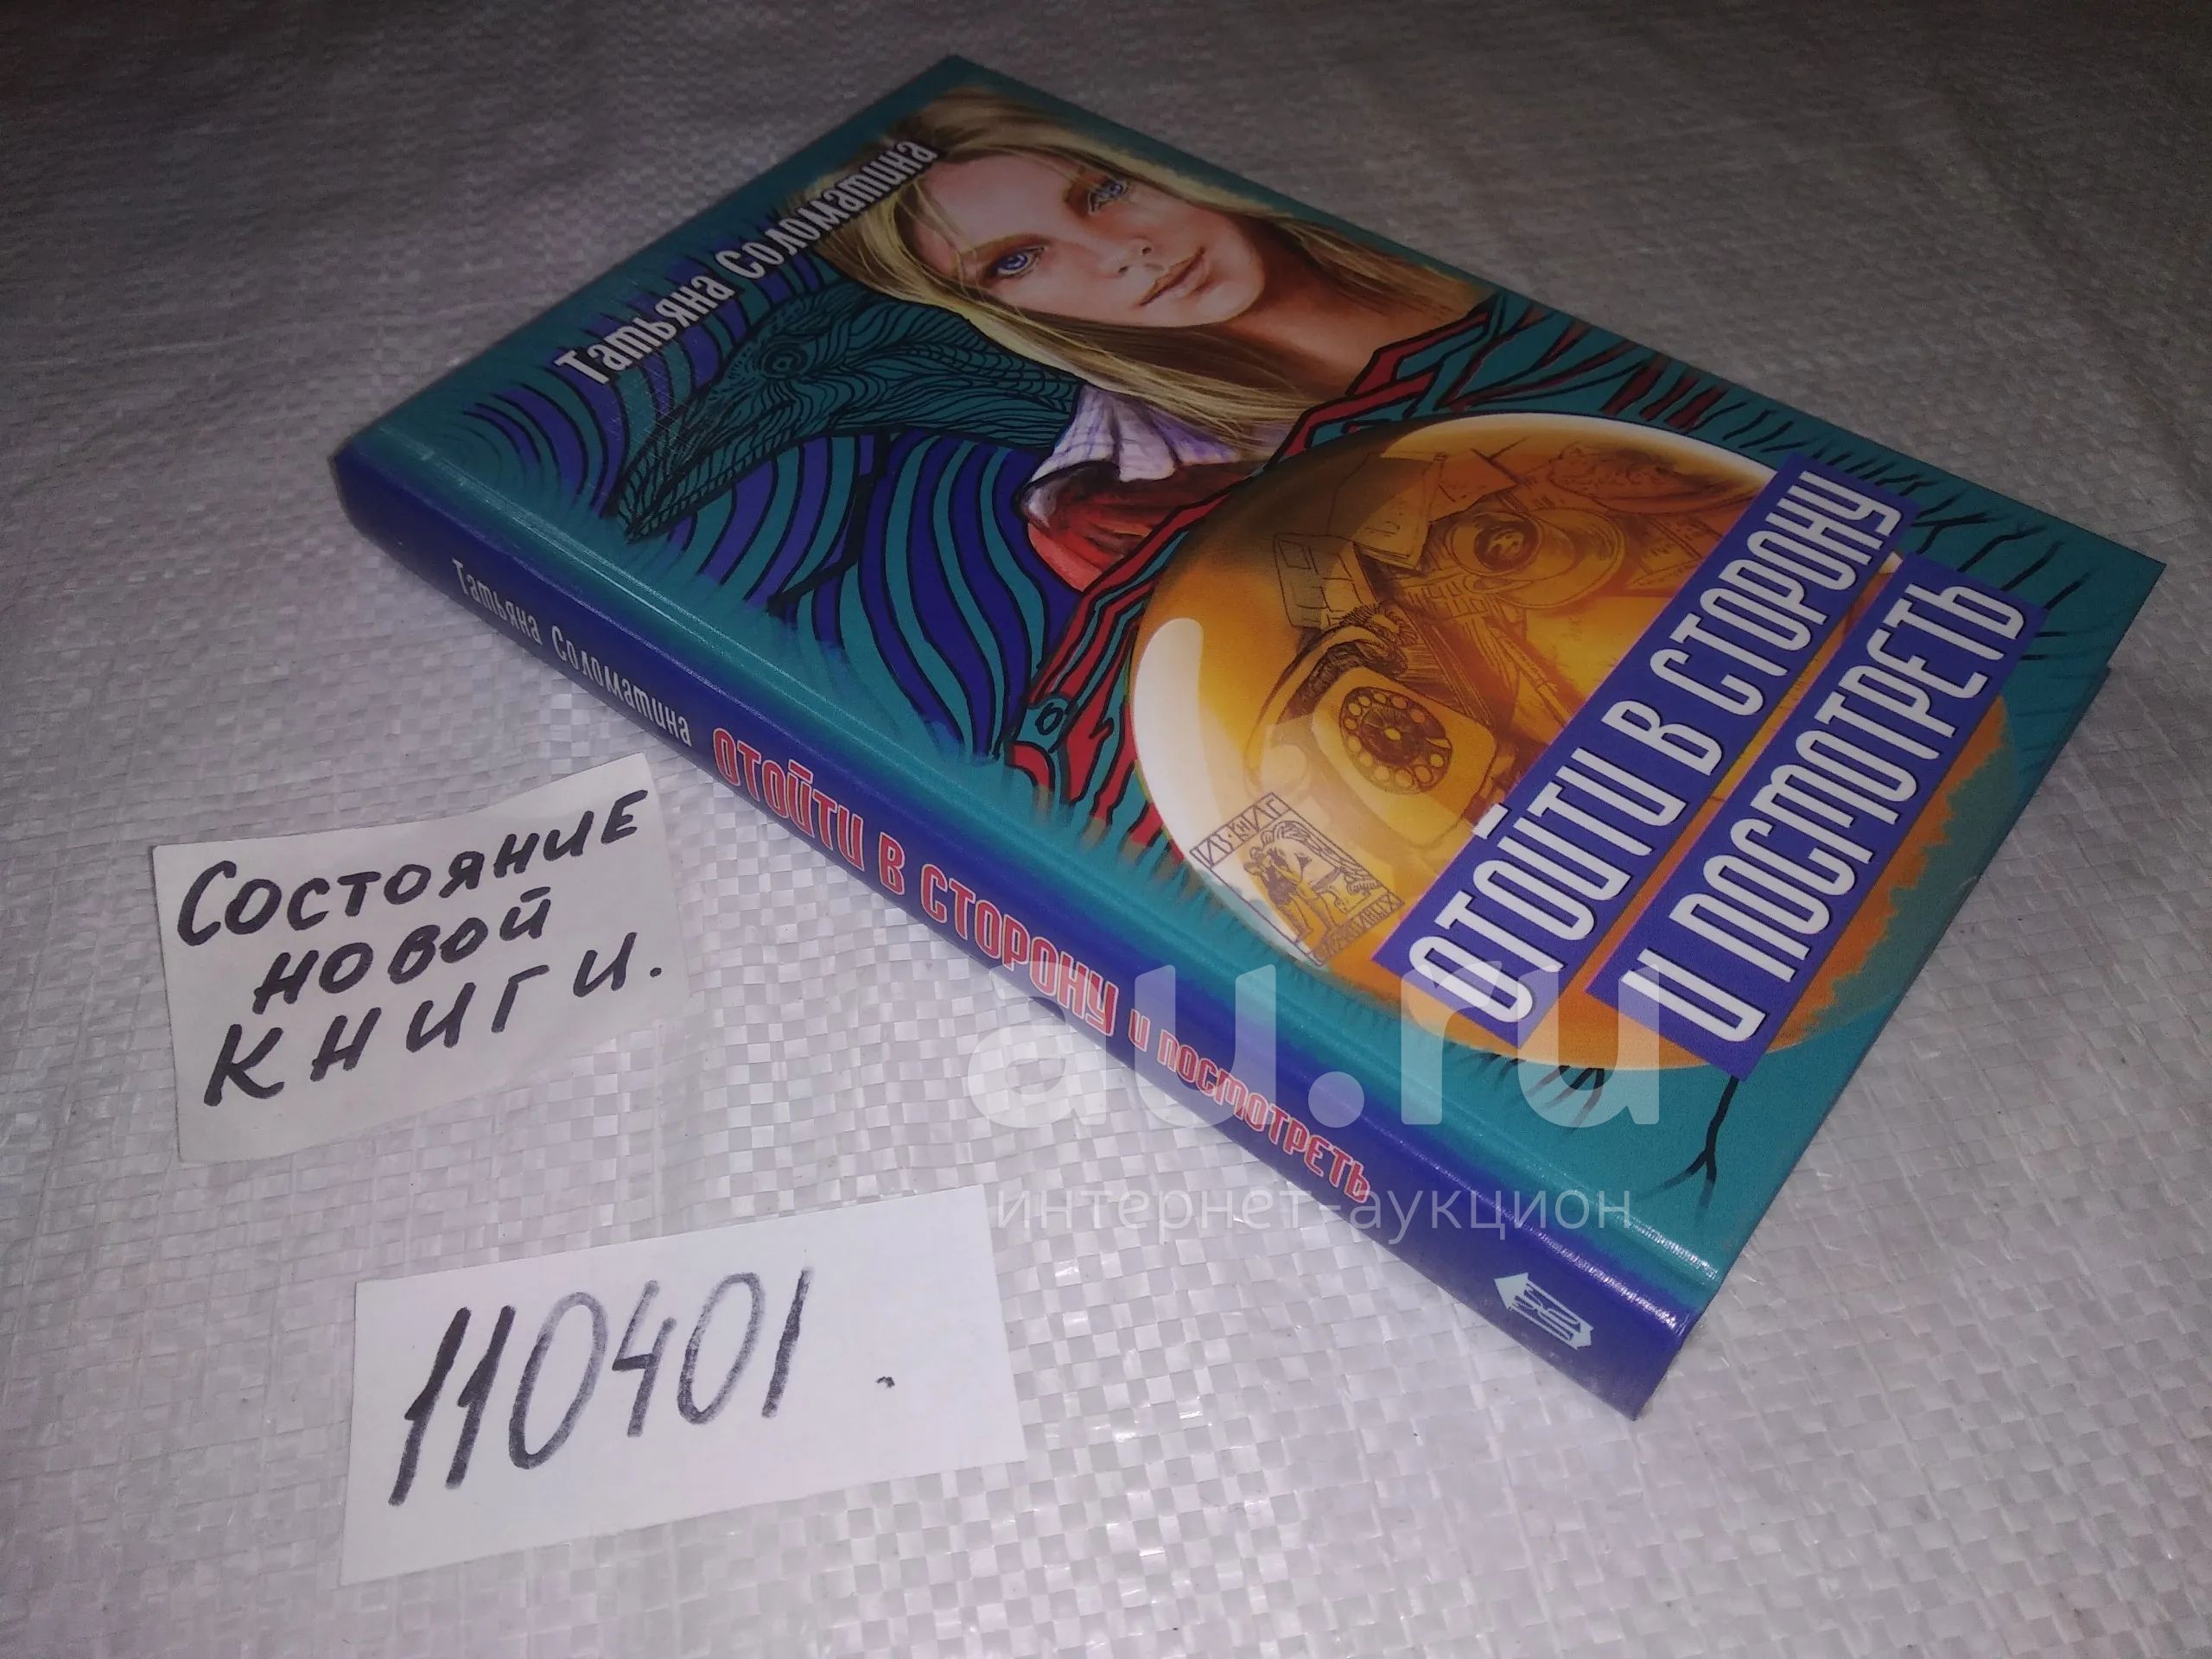 Татьяна Соломатина
ОТОЙТИ В СТОРОНУ
И ПОСМОТРЕТЬ
Татьяна Соломатина ОТОЙТИ В СТОРОНУ И ПОСМОТРЕТЬ
Состояние
новой
книги.
110401.
au.ru
интернет-аукцион